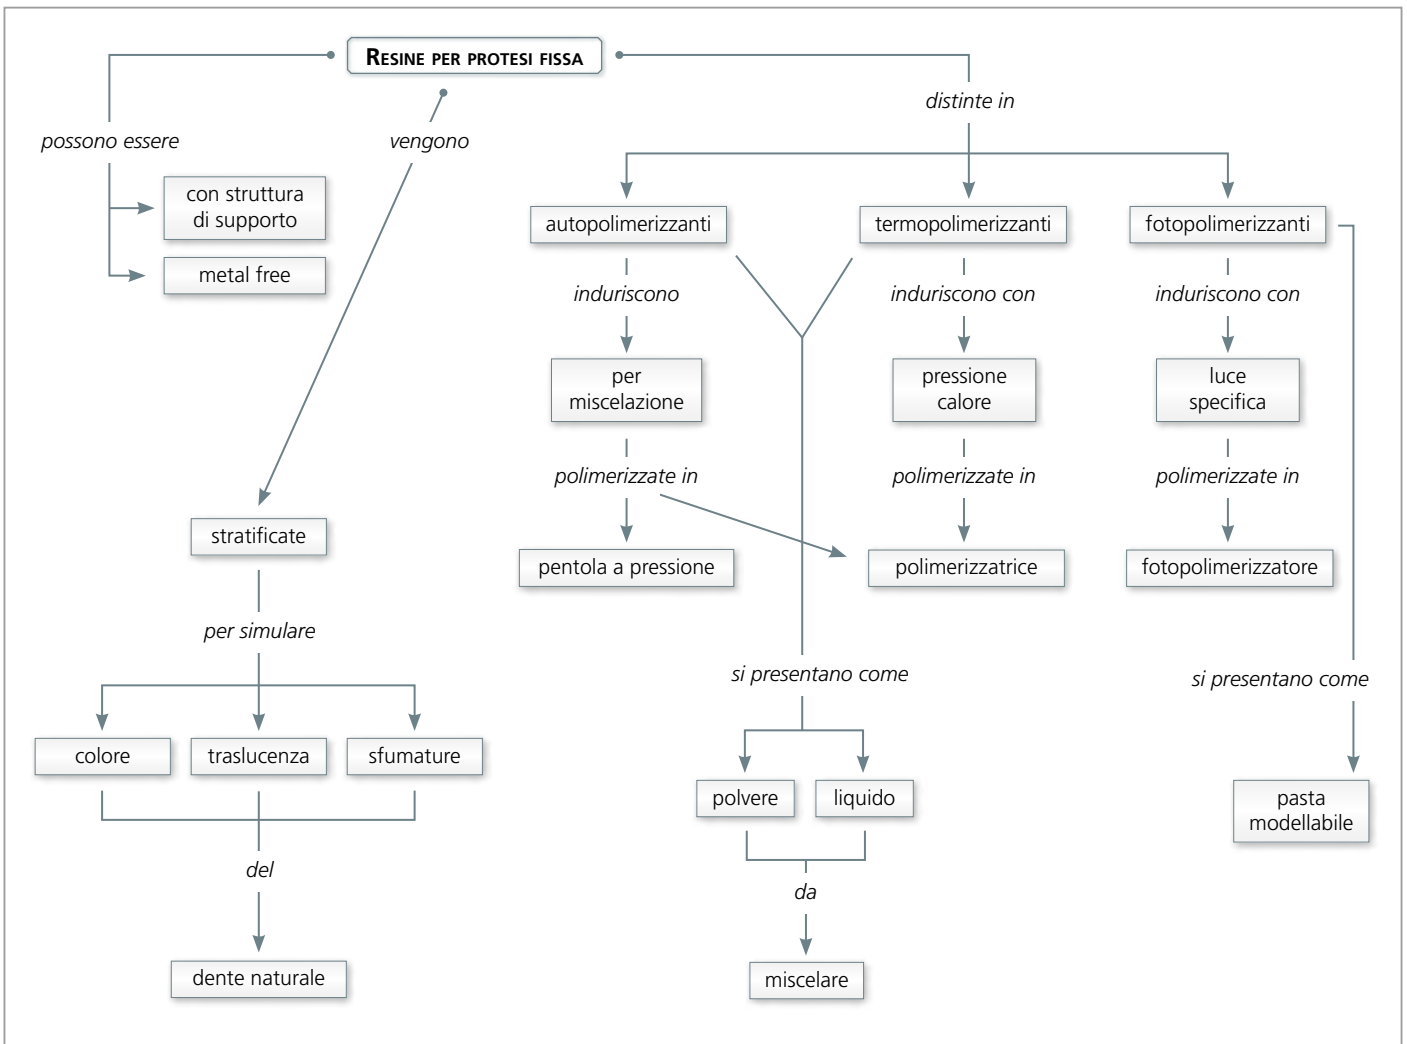 RESINE PER PROTESI FISSA
possono essere
con struttura
di supporto
metal free
vengono
stratificate
per simulare
colore
traslucenza
sfumature
del
dente naturale
distinte in
autopolimerizzanti
termopolimerizzanti
fotopolimerizzanti
induriscono
induriscono con
induriscono con
per
miscelazione
pressione
calore
luce
specifica
polimerizzate in
polimerizzate in
polimerizzate in
pentola a pressione
polimerizzatrice
fotopolimerizzatore
si presentano come
si presentano come
polvere
liquido
pasta
modellabile
da
miscelare